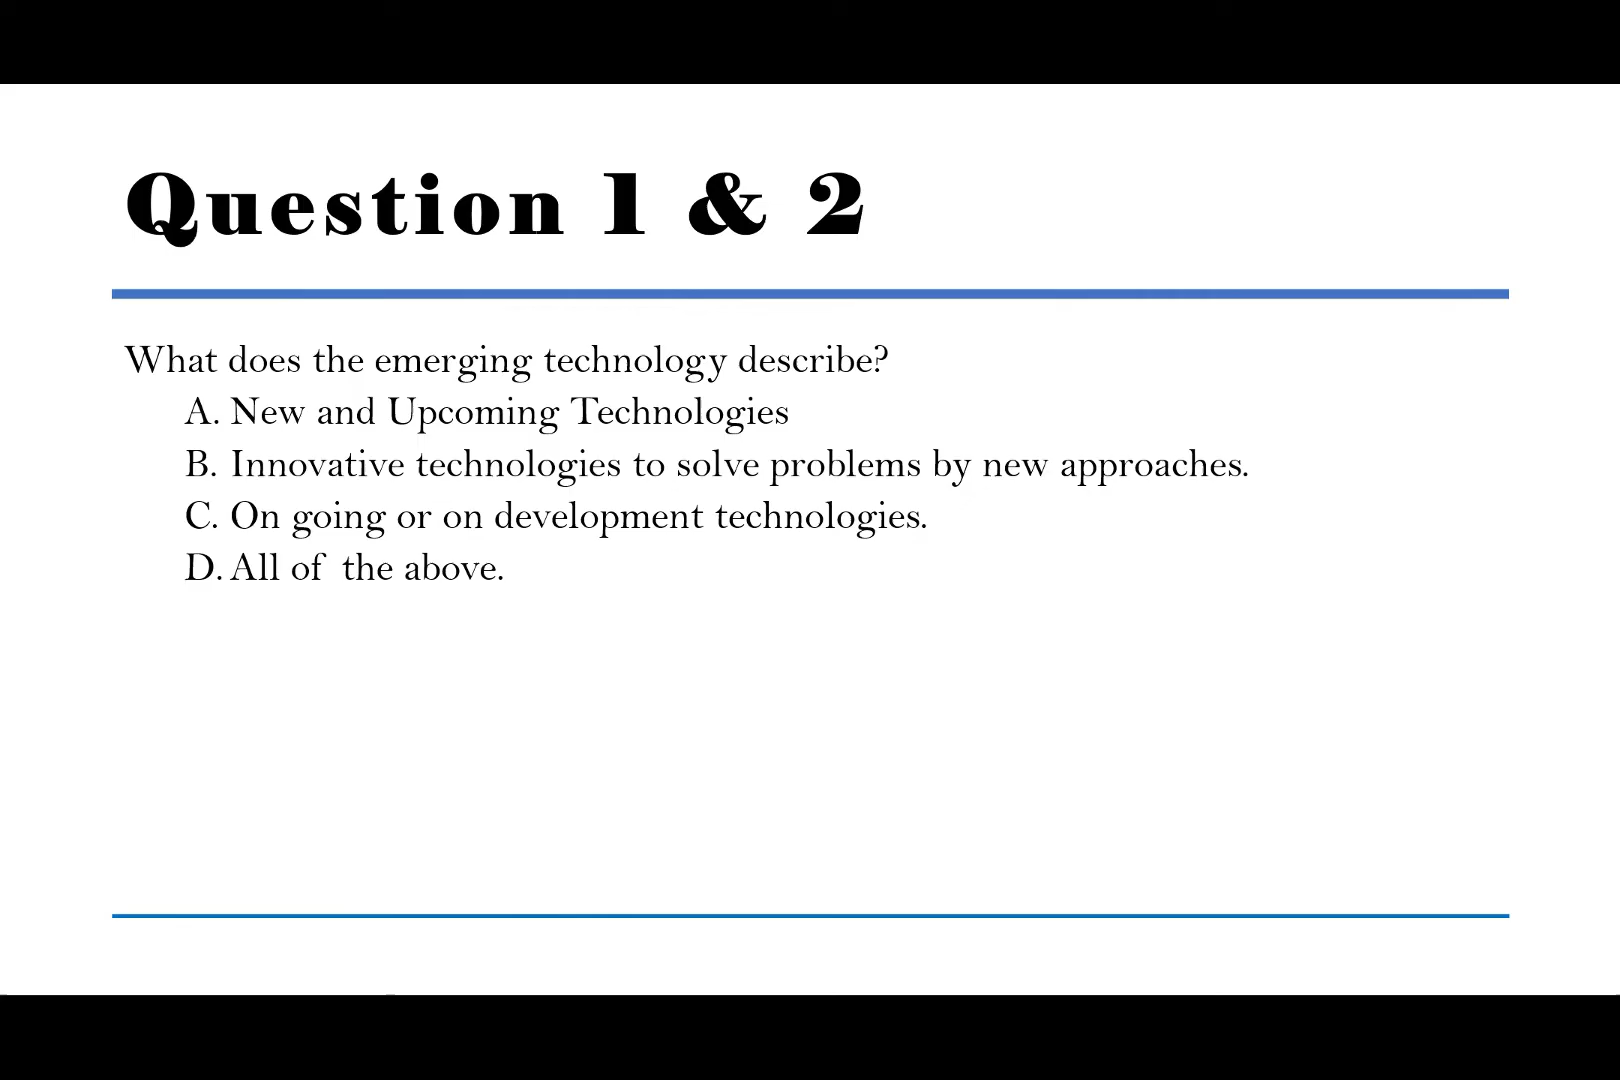 Question 1 & 2
What does the emerging technology describe?
A. New and Upcoming Technologies
B. Innovative technologies to solve problems by new approaches.
C. On going or on development technologies.
D. All of the above.